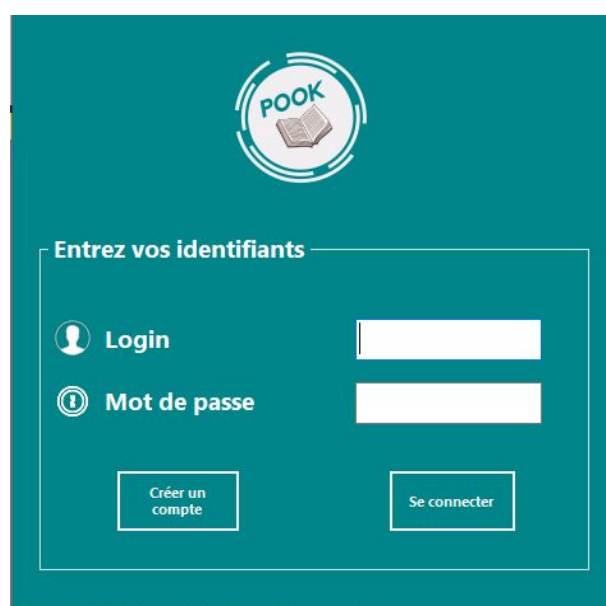 POOK
Entrez vos identifiants
Login
Mot de passe
Créer un
compte
Se connecter